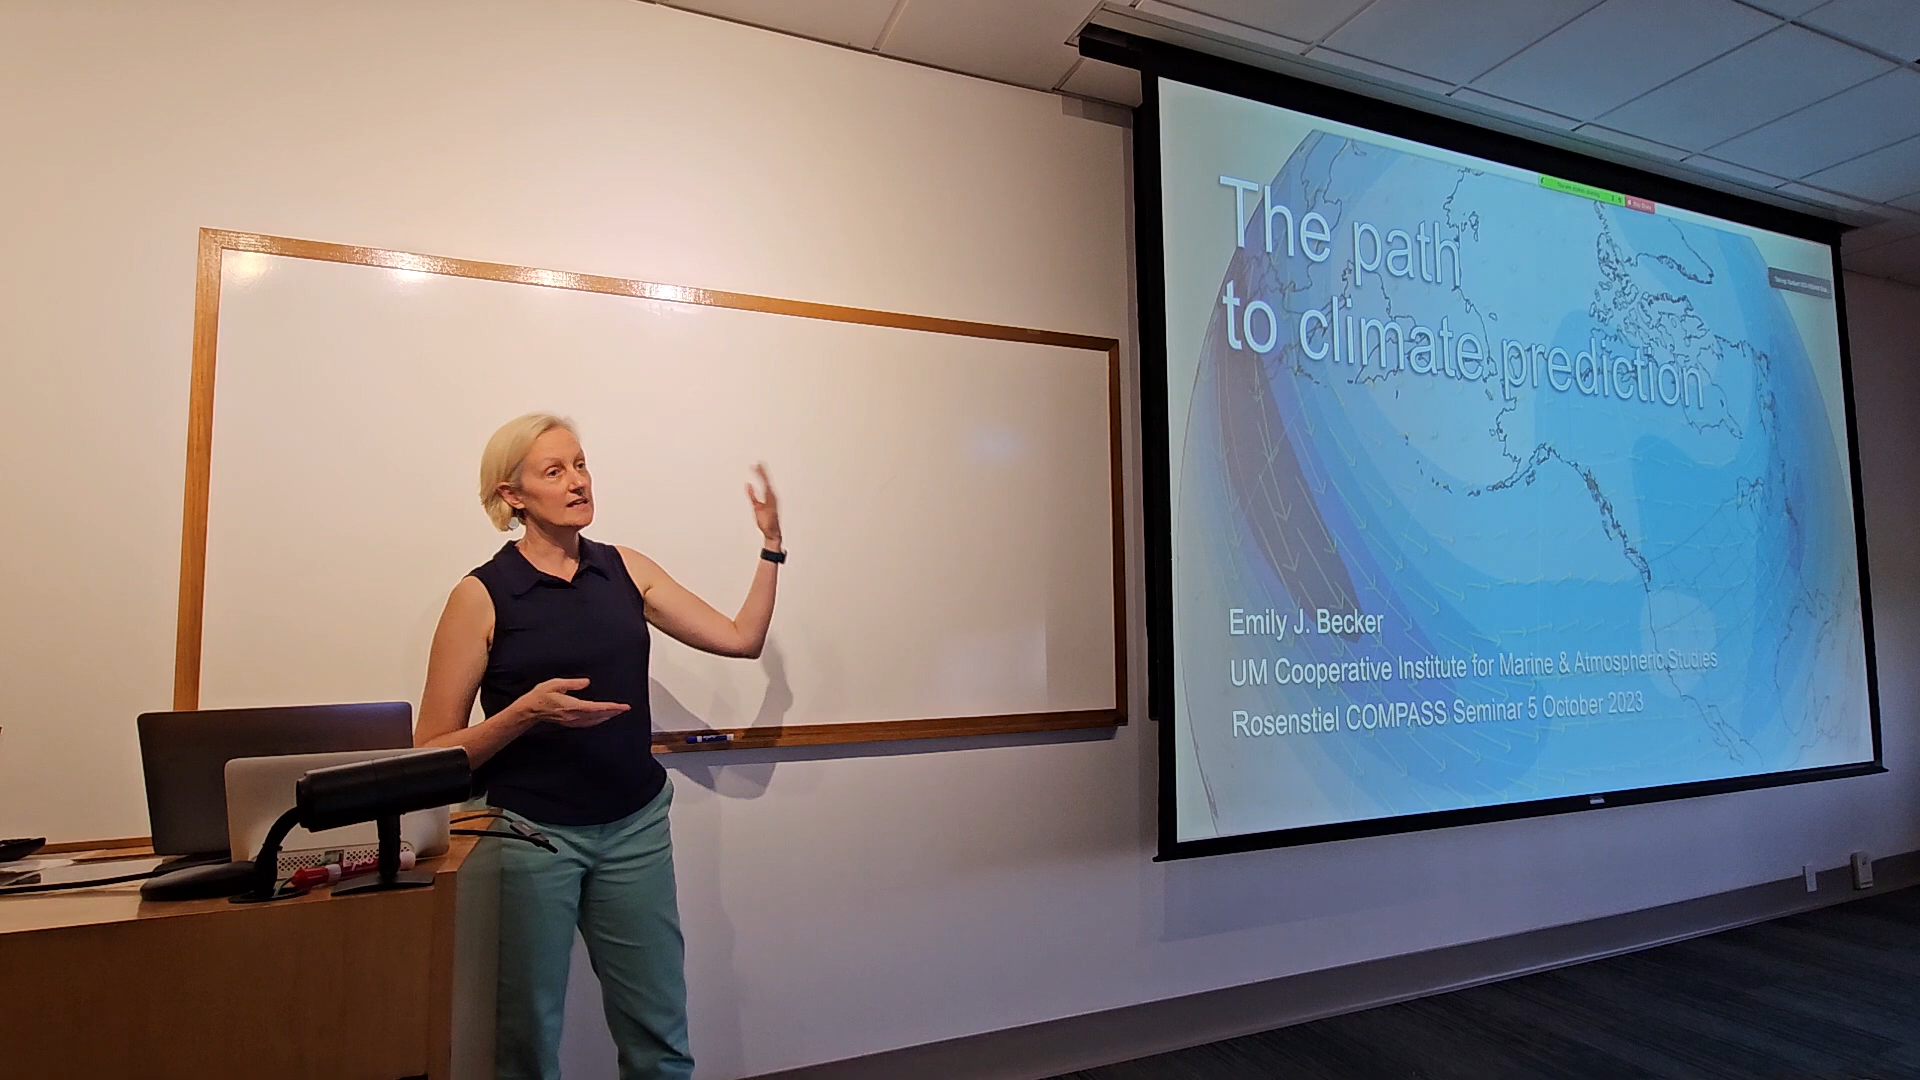 The path
to climate prediction
Emily J. Becker
UM Cooperative Institute for Marine & Atmospheric Studies
Rosenstiel COMPASS Seminar 5 October 2023